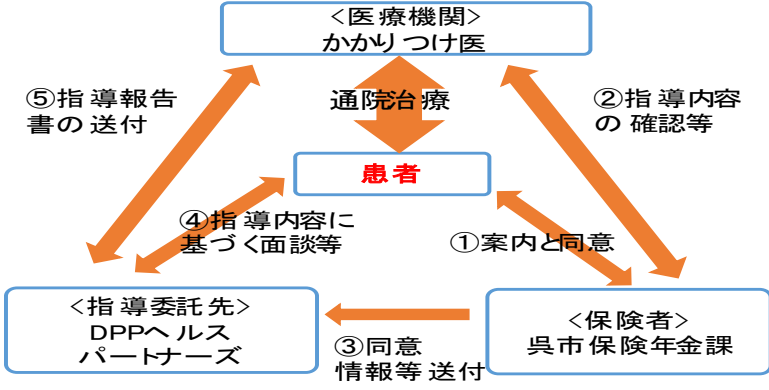 <医療機関>
かかりつけ医
⑤指導報告
書の送付
通院治療
②指導内容
の確認等
患者
④指導内容に
基づく面談等
①案内と同意
<指導委託先>
DPPヘルス
パートナーズ
③同意
情報等送付
<保険者>
呉市保険年金課